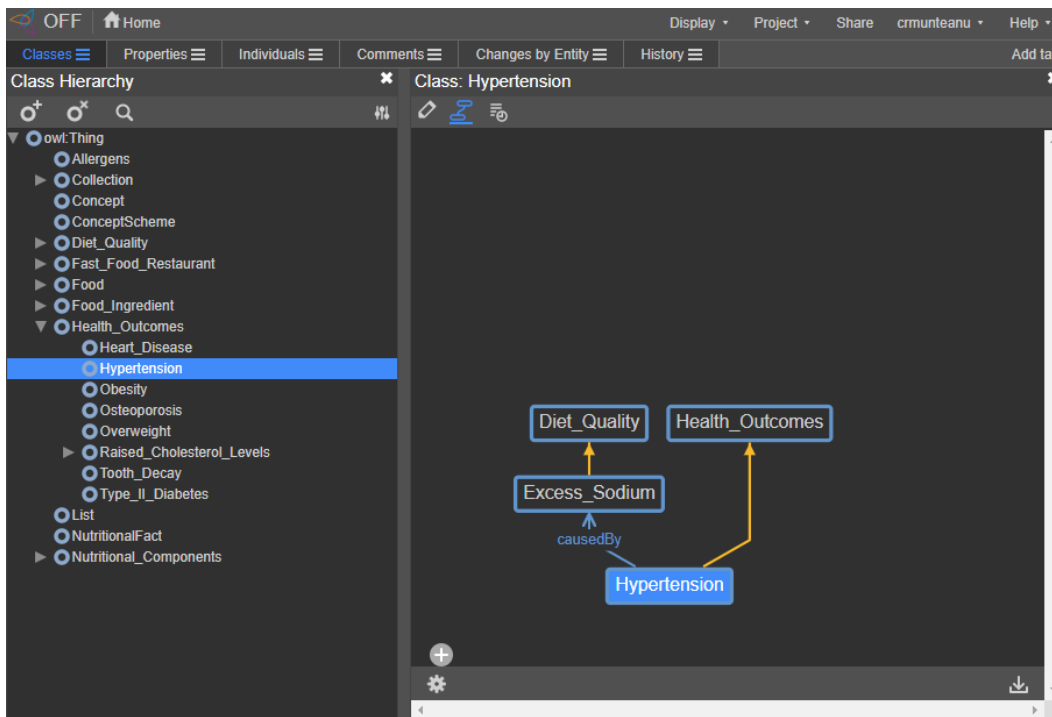 OFF Home Display Project Share crmunteanu Help
Classes Properties Individuals Comments Changes by Entity History Add ta
Class Hierarchy
owl:Thing
Allergens
Collection
Concept
ConceptScheme
Diet_Quality
Fast_Food_Restaurant
Food
Food_Ingredient
Health_Outcomes
Heart_Disease
Hypertension
Obesity
Osteoporosis
Overweight
Raised_Cholesterol_Levels
Tooth_Decay
Type_II_Diabetes
List
NutritionalFact
Nutritional_Components
Class: Hypertension
Diet_Quality Health_Outcomes
Excess_Sodium
causedBy
Hypertension